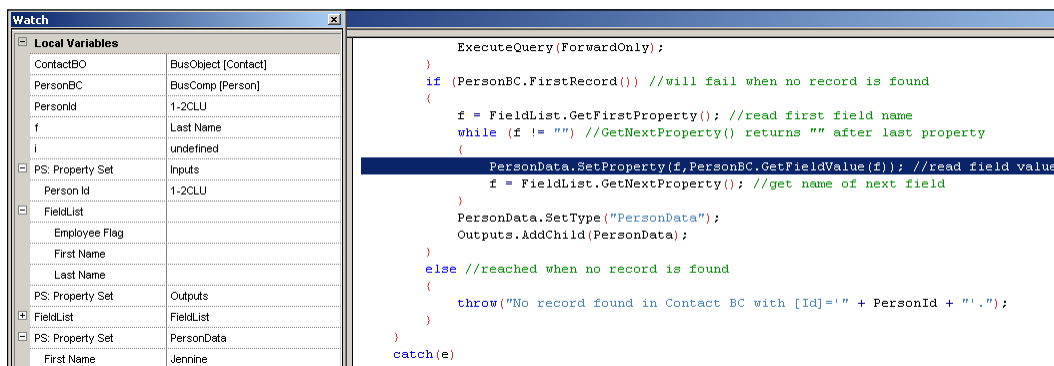 Watch
Local Variables
ContactBO BusObject [Contact]
PersonBC BusComp [Person]
PersonId 1-2CLU
f Last Name
i undefined
PS: Property Set Inputs
Person Id 1-2CLU
FieldList
Employee Flag
First Name
Last Name
PS: Property Set Outputs
FieldList FieldList
PS: Property Set PersonData
First Name Jennine
ExecuteQuery(ForwardOnly);
}
if (PersonBC.FirstRecord()) //will fail when no record is found
{
f = FieldList.GetFirstProperty(); //read first field name
while (f != "") //GetNextProperty() returns "" after last property
{
PersonData.SetProperty(f,PersonBC.GetFieldValue(f)); //read field value
f = FieldList.GetNextProperty(); //get name of next field
}
PersonData.SetType("PersonData");
Outputs.AddChild(PersonData);
}
else //reached when no record is found
{
throw("No record found in Contact BC with [Id]='" + PersonId + "'.");
}
}
catch(e)